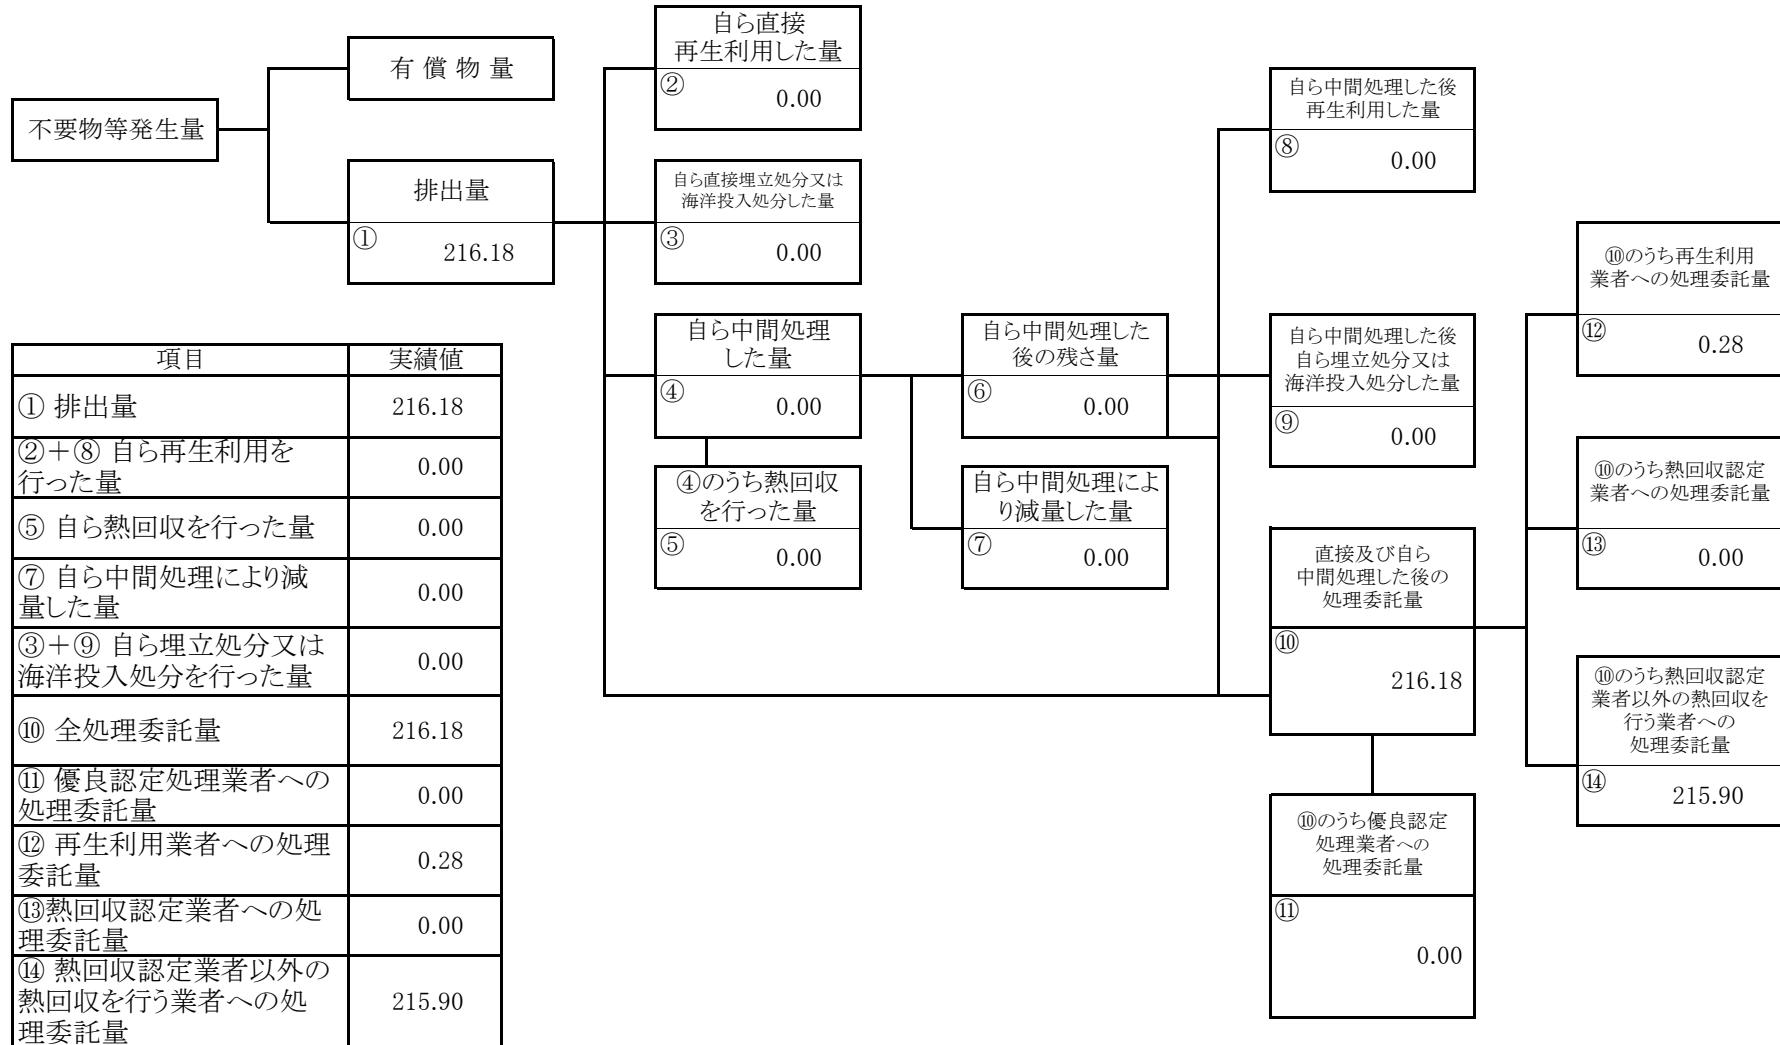 不要物等発生量
有償物量
排出量
①
216.18
自ら直接
再生利用した量
②
0.00
自ら直接埋立処分又は
海洋投入処分した量
③
0.00
自ら中間処理
した量
④
0.00
④のうち熱回収
を行った量
⑤
0.00
自ら中間処理した
後の残さ量
⑥
0.00
自ら中間処理によ
り減量した量
⑦
0.00
自ら中間処理した後
再生利用した量
⑧
0.00
自ら中間処理した後
自ら埋立処分又は
海洋投入処分した量
⑨
0.00
直接及び自ら
中間処理した後の
処理委託量
⑩
216.18
⑩のうち優良認定
処理業者への
処理委託量
⑪
0.00
⑩のうち再生利用
業者への処理委託量
⑫
0.28
⑩のうち熱回収認定
業者への処理委託量
⑬
0.00
⑩のうち熱回収認定
業者以外の熱回収を
行う業者への
処理委託量
⑭
215.90
項目 実績値
① 排出量 216.18
②＋⑧ 自ら再生利用を
行った量 0.00
⑤ 自ら熱回収を行った量 0.00
⑦ 自ら中間処理により減
量した量 0.00
③＋⑨ 自ら埋立処分又は
海洋投入処分を行った量 0.00
⑩ 全処理委託量 216.18
⑪ 優良認定処理業者への
処理委託量 0.00
⑫ 再生利用業者への処理
委託量 0.28
⑬熱回収認定業者への処
理委託量 0.00
⑭ 熱回収認定業者以外の
熱回収を行う業者への処
理委託量 215.90